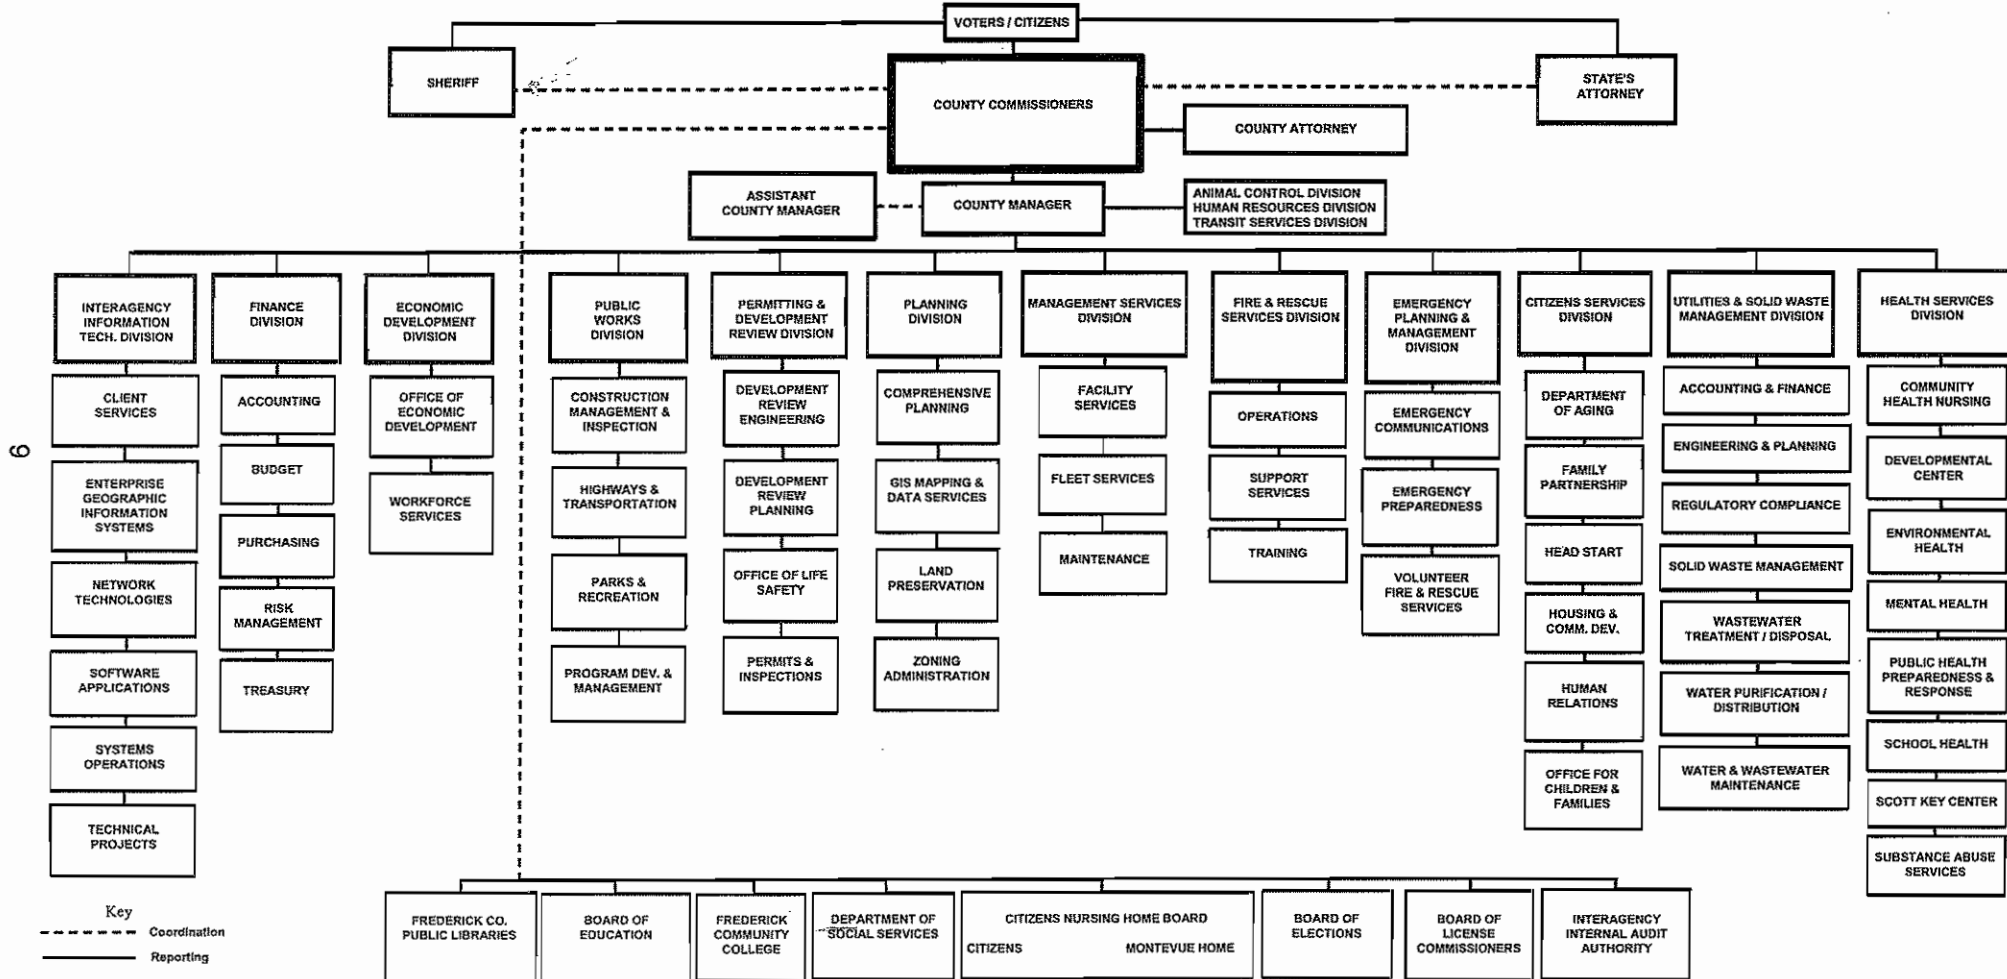 VOTERS / CITIZENS
SHERIFF
COUNTY COMMISSIONERS
STATE'S
ATTORNEY
COUNTY ATTORNEY
ASSISTANT
COUNTY MANAGER
COUNTY MANAGER
ANIMAL CONTROL DIVISION
HUMAN RESOURCES DIVISION
TRANSIT SERVICES DIVISION
INTERAGENCY
INFORMATION
TECH. DIVISION
CLIENT
SERVICES
ENTERPRISE
GEOGRAPHIC
INFORMATION
SYSTEMS
NETWORK
TECHNOLOGIES
SOFTWARE
APPLICATIONS
SYSTEMS
OPERATIONS
TECHNICAL
PROJECTS
FINANCE
DIVISION
ACCOUNTING
BUDGET
PURCHASING
RISK
MANAGEMENT
TREASURY
ECONOMIC
DEVELOPMENT
DIVISION
OFFICE OF
ECONOMIC
DEVELOPMENT
WORKFORCE
SERVICES
PUBLIC
WORKS
DIVISION
CONSTRUCTION
MANAGEMENT &
INSPECTION
HIGHWAYS &
TRANSPORTATION
PARKS &
RECREATION
PROGRAM DEV. &
MANAGEMENT
PERMITTING &
DEVELOPMENT
REVIEW DIVISION
DEVELOPMENT
REVIEW
ENGINEERING
DEVELOPMENT
REVIEW
PLANNING
OFFICE OF LIFE
SAFETY
PERMITS &
INSPECTIONS
PLANNING
DIVISION
COMPREHENSIVE
PLANNING
GIS MAPPING &
DATA SERVICES
LAND
PRESERVATION
ZONING
ADMINISTRATION
MANAGEMENT SERVICES
DIVISION
FACILITY
SERVICES
FLEET SERVICES
MAINTENANCE
FIRE & RESCUE
SERVICES DIVISION
OPERATIONS
SUPPORT
SERVICES
TRAINING
EMERGENCY
PLANNING &
MANAGEMENT
DIVISION
EMERGENCY
COMMUNICATIONS
EMERGENCY
PREPAREDNESS
VOLUNTEER
FIRE & RESCUE
SERVICES
CITIZENS SERVICES
DIVISION
DEPARTMENT
OF AGING
FAMILY
PARTNERSHIP
HEAD START
HOUSING &
COMM. DEV.
HUMAN
RELATIONS
OFFICE FOR
CHILDREN &
FAMILIES
UTILITIES & SOLID WASTE
MANAGEMENT DIVISION
ACCOUNTING & FINANCE
ENGINEERING & PLANNING
REGULATORY COMPLIANCE
SOLID WASTE MANAGEMENT
WASTEWATER
TREATMENT / DISPOSAL
WATER PURIFICATION /
DISTRIBUTION
WATER & WASTEWATER
MAINTENANCE
HEALTH SERVICES
DIVISION
COMMUNITY
HEALTH NURSING
DEVELOPMENTAL
CENTER
ENVIRONMENTAL
HEALTH
MENTAL HEALTH
PUBLIC HEALTH
PREPAREDNESS &
RESPONSE
SCHOOL HEALTH
SCOTT KEY CENTER
SUBSTANCE ABUSE
SERVICES
9
FREDERICK CO.
PUBLIC LIBRARIES
BOARD OF
EDUCATION
FREDERICK
COMMUNITY
COLLEGE
DEPARTMENT OF
SOCIAL SERVICES
CITIZENS NURSING HOME BOARD
CITIZENS MONTEVUE HOME
BOARD OF
ELECTIONS
BOARD OF
LICENSE
COMMISSIONERS
INTERAGENCY
INTERNAL AUDIT
AUTHORITY
Key
Coordination
Reporting